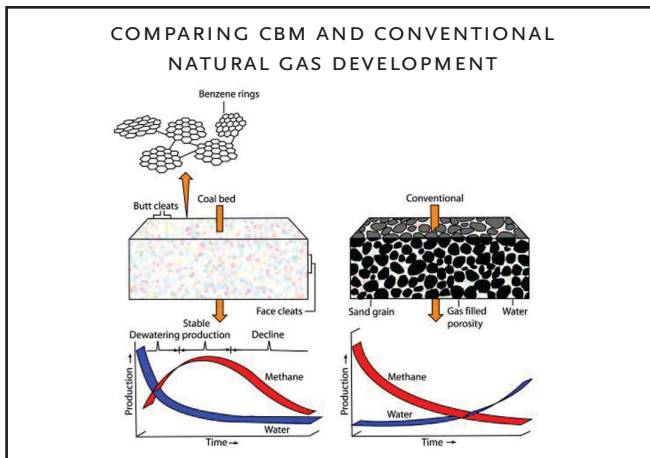 COMPARING CBM AND CONVENTIONAL
NATURAL GAS DEVELOPMENT
Benzene rings
Butt cleats
Coal bed
Conventional
Face cleats
Sand grain
Gas filled
porosity
Water
Stable
Dewatering production
Decline
Production →
Methane
Water
Time →
Production →
Methane
Water
Time →